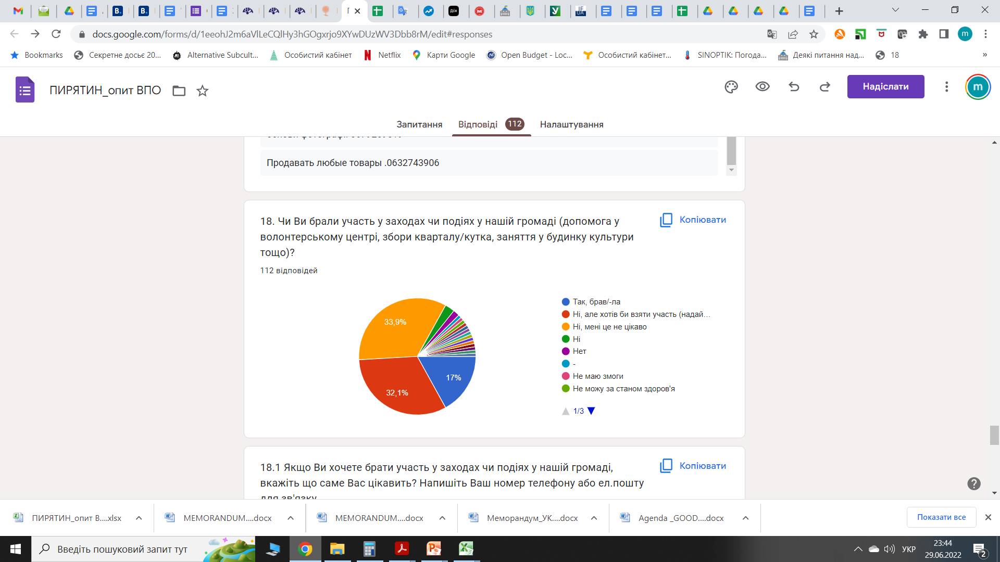 docs.google.com/forms/d/1eeohJ2m6aVlLeCQlHy3hGOgxrjo9XYwDUzWV3Dbb8rM/edit#responses
Bookmarks
Секретне досьє 20...
Alternative Subcult...
Особистий кабінет
Netflix
Карти Google
Open Budget - Loc...
Особистий кабінет...
SINOPTIK: Погода...
Деякі питання над...
18
»
ПИРЯТИН_опит ВПО
Надіслати
m
Запитання
Відповіді 112
Налаштування
Продавать любые товары .0632743906
18. Чи Ви брали участь у заходах чи подіях у нашій громаді (допомога у
волонтерському центрі, збори кварталу/кутка, заняття у будинку культури
тощо)?
Копіювати
112 відповідей
33,9%
32,1%
17%
Так, брав/-ла
Ні, але хотів би взяти участь (надай...
Ні, мені це не цікаво
Ні
Нет
-
Не маю змоги
Не можу за станом здоров'я
1/3
18.1 Якщо Ви хочете брати участь у заходах чи подіях у нашій громаді,
вкажіть що саме Вас цікавить? Напишіть Ваш номер телефону або ел.пошту
для зв'язку
Копіювати
ПИРЯТИН_опит В....xlsx
MEMORANDUM....docx
MEMORANDUM....docx
Меморандум_УК....docx
Agenda _GOOD....docx
Показати все
Введіть пошуковий запит тут
УКР
23:44
29.06.2022
2